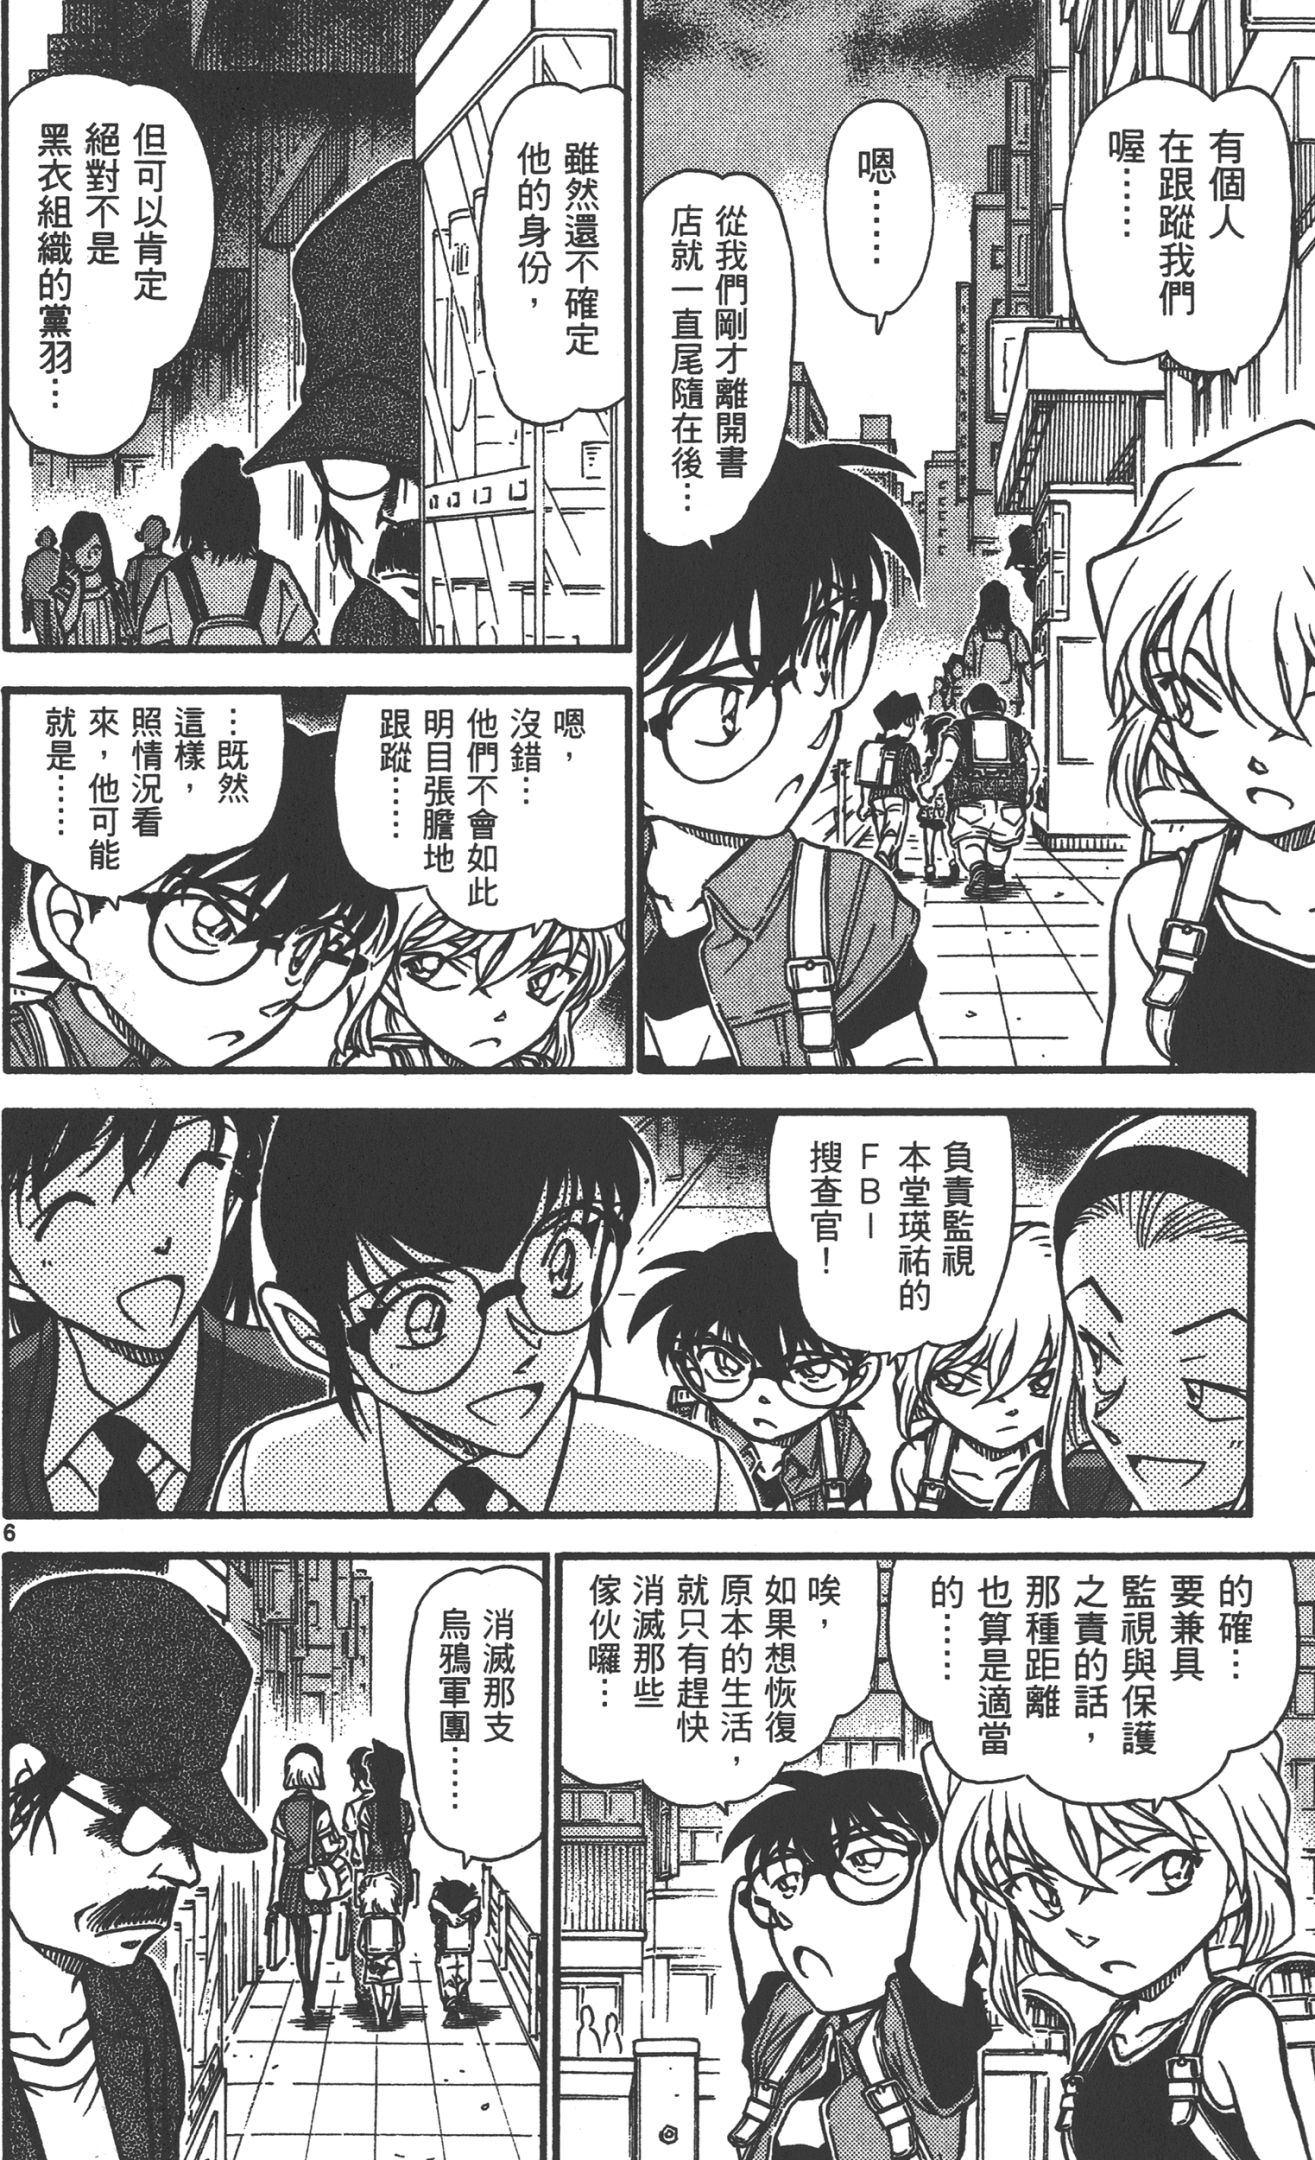 有個人
在跟蹤我們
喔……
嗯……
從我們剛才離開書
店就一直尾隨在後…
雖然還不確定
他的身份，
但可以肯定
絕對不是
黑衣組織的黨羽…
嗯，
沒錯…
他們不會如此
明目張膽地
跟蹤……
…既然
這樣，
照情況看
來，他可能
就是……
負責監視
本堂瑛祐的
FBI
搜查官！
6
的確…
要兼具
監視與保護
之責的話，
那種距離
也算是適當
的……
唉，
如果想恢復
原本的生活，
就只有趕快
消滅那些
傢伙囉…
消滅那支
烏鴉軍團……